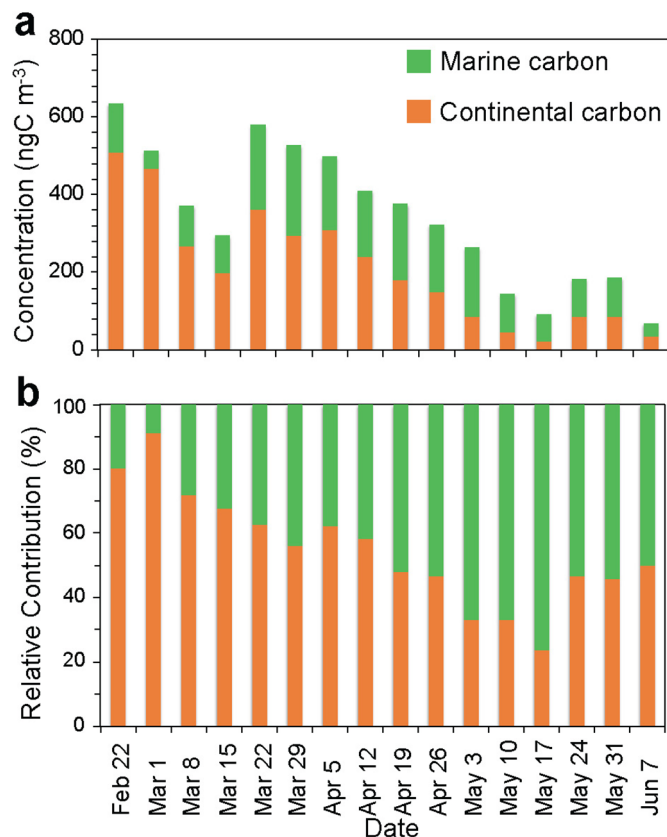 a
800
600
400
200
0
Concentration (ngC m⁻³)
Marine carbon
Continental carbon
b
100
80
60
40
20
0
Relative Contribution (%)
Feb 22
Mar 1
Mar 8
Mar 15
Mar 22
Mar 29
Apr 5
Apr 12
Apr 19
Apr 26
May 3
May 10
May 17
May 24
May 31
Jun 7
Date